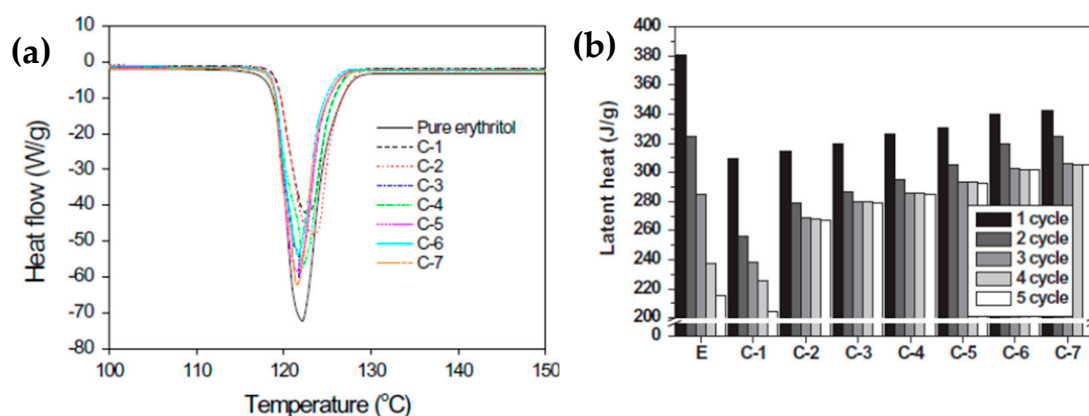 (a)
Heat flow (W/g)
10
0
-10
-20
-30
-40
-50
-60
-70
-80
Pure erythritol
C-1
C-2
C-3
C-4
C-5
C-6
C-7
100 110 120 130 140 150
Temperature (°C)
(b)
Latent heat (J/g)
400
380
360
340
320
300
280
260
240
220
200
0
1 cycle
2 cycle
3 cycle
4 cycle
5 cycle
E C-1 C-2 C-3 C-4 C-5 C-6 C-7